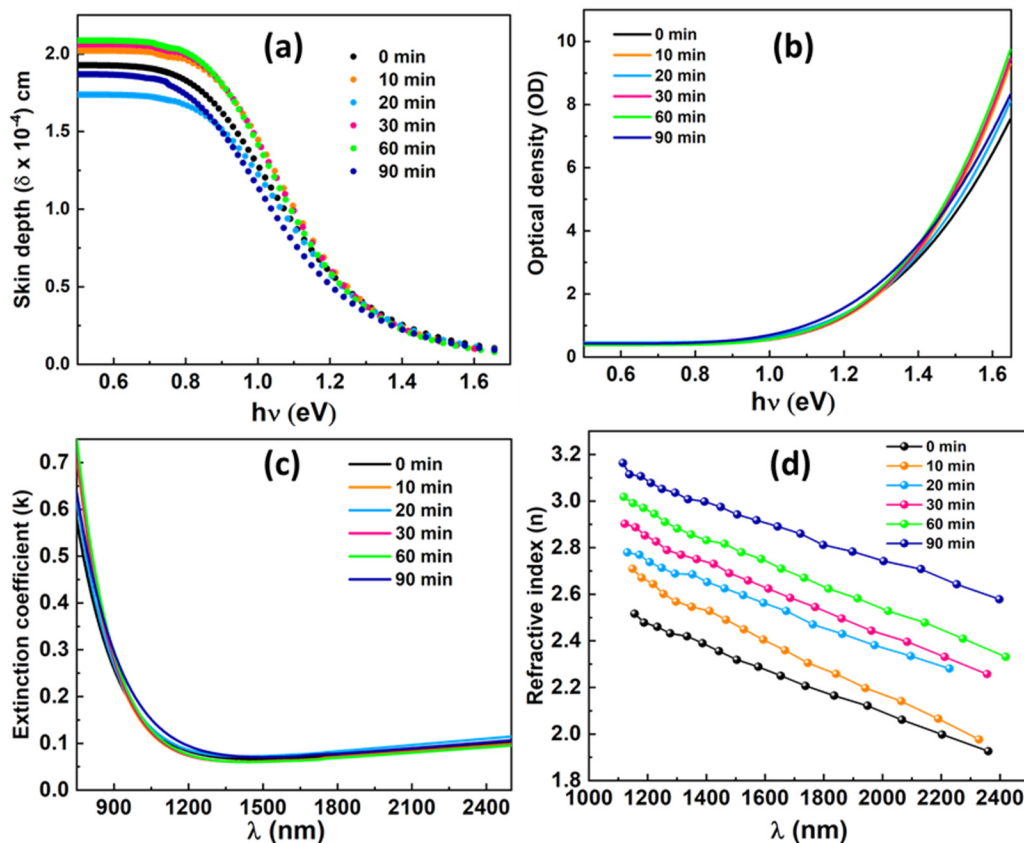 (a)
0 min
10 min
20 min
30 min
60 min
90 min
Skin depth (δ x 10⁻⁴) cm
2.0
1.5
1.0
0.5
0.0
0.6 0.8 1.0 1.2 1.4 1.6
hν (eV)
(b)
0 min
10 min
20 min
30 min
60 min
90 min
Optical density (OD)
10
8
6
4
2
0
0.6 0.8 1.0 1.2 1.4 1.6
hν (eV)
(c)
0 min
10 min
20 min
30 min
60 min
90 min
Extinction coefficient (k)
0.7
0.6
0.5
0.4
0.3
0.2
0.1
0.0
900 1200 1500 1800 2100 2400
λ (nm)
(d)
0 min
10 min
20 min
30 min
60 min
90 min
Refractive index (n)
3.2
3.0
2.8
2.6
2.4
2.2
2.0
1.8
1000 1200 1400 1600 1800 2000 2200 2400
λ (nm)